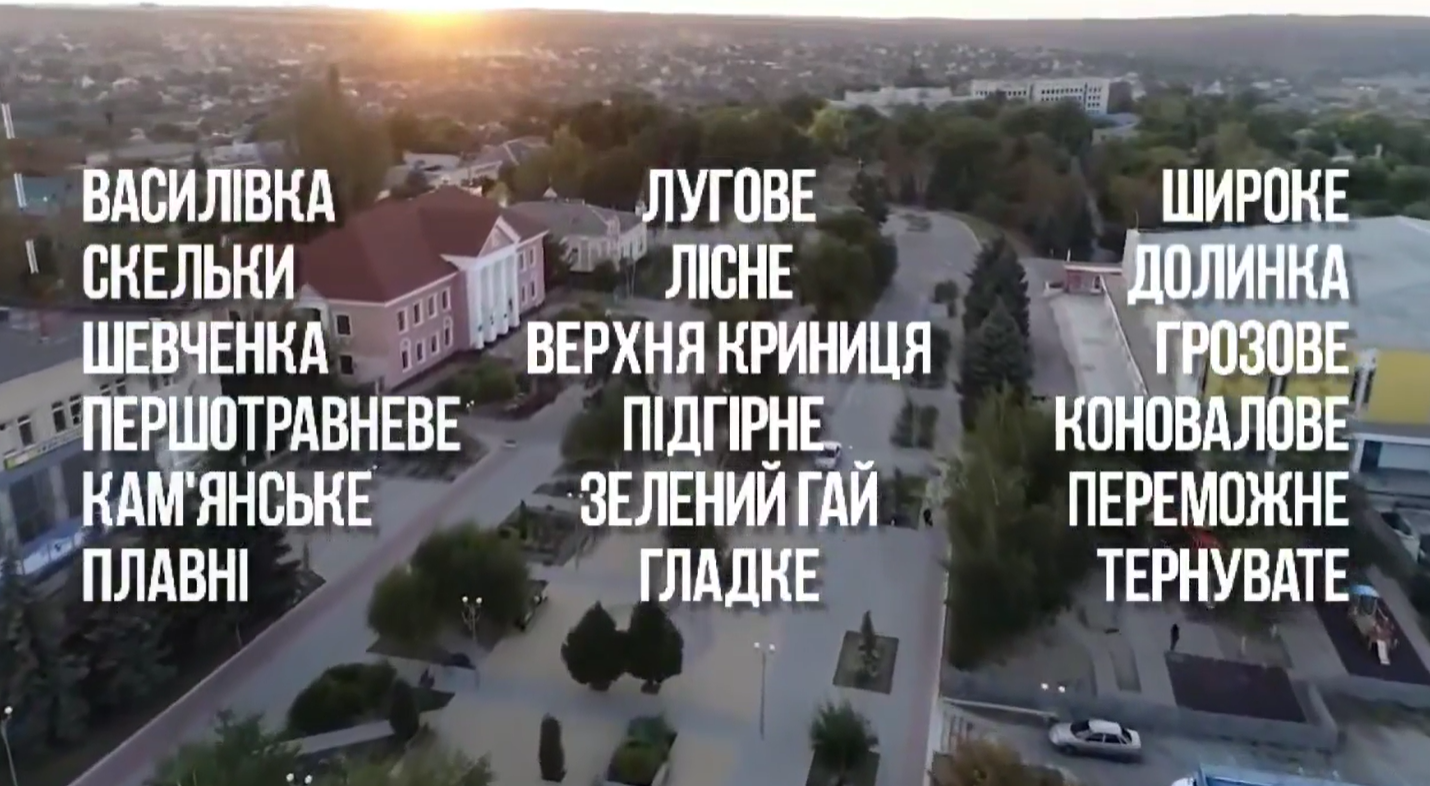 ВАСИЛІВКА
СКЕЛЬКИ
ШЕВЧЕНКА
ПЕРШОТРАВНЕВЕ
КАМ'ЯНСЬКЕ
ПЛАВНІ
ЛУГОВЕ
ЛІСНЕ
ВЕРХНЯ КРИНИЦЯ
ПІДГІРНЕ
ЗЕЛЕНИЙ ГАЙ
ГЛАДКЕ
ШИРОКЕ
ДОЛИНКА
ГРОЗОВЕ
КОНОВАЛОВЕ
ПЕРЕМОЖНЕ
ТЕРНУВАТЕ